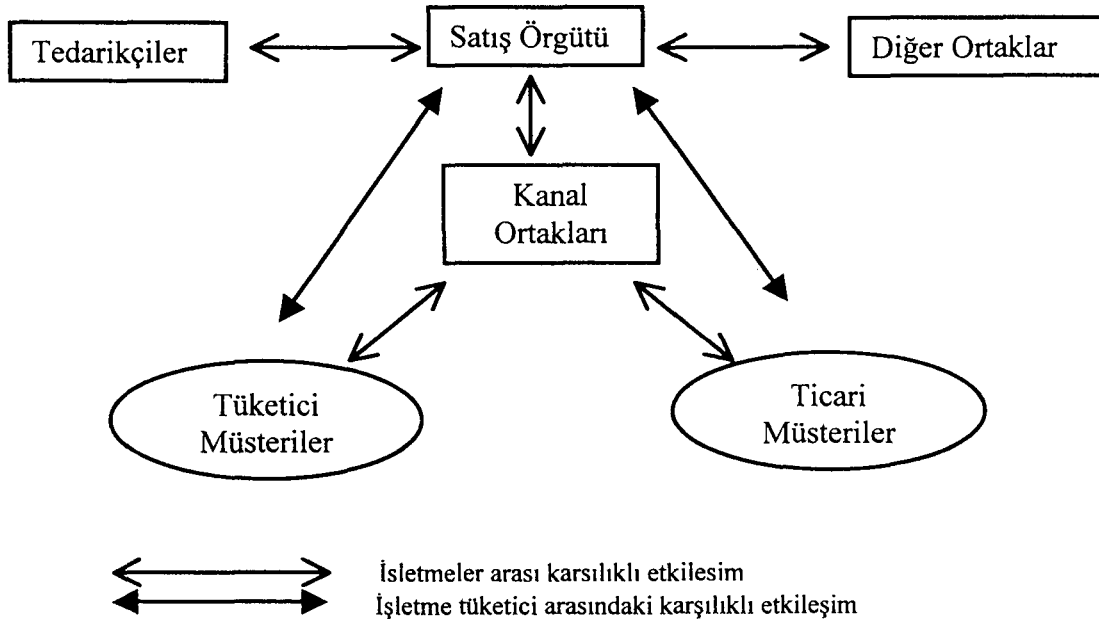 Tedarikçiler
Satış Örgütü
Diğer Ortaklar
Kanal
Ortakları
Tüketici
Müsteriler
Ticari
Müsteriler
İsletmeler arası karsılıklı etkilesim
İşletme tüketici arasındaki karşılıklı etkileşim